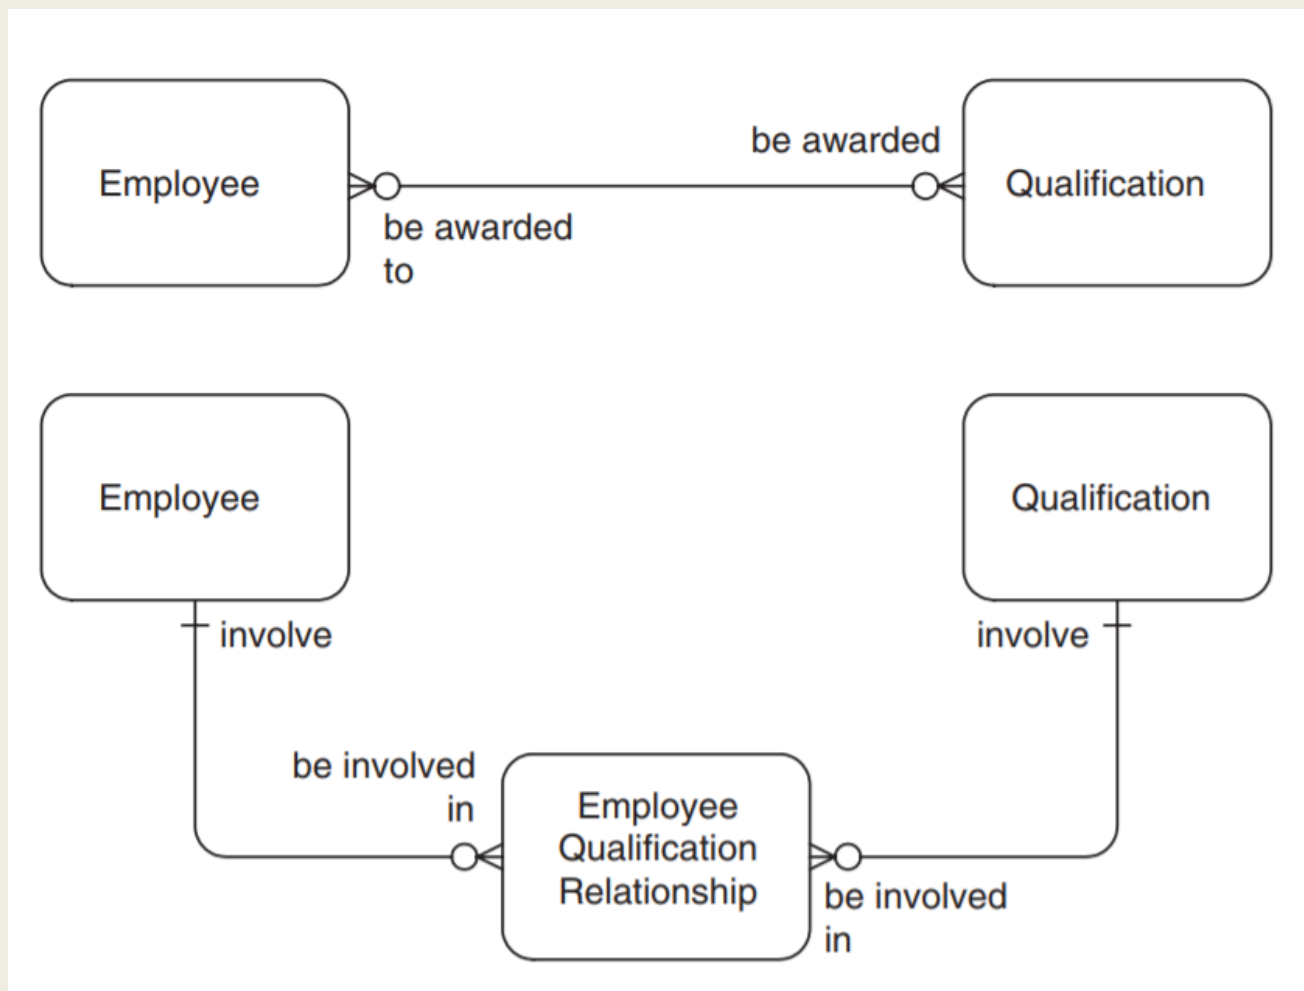 be awarded
Employee
Qualification
be awarded
to
Employee
Qualification
involve
involve
be involved
in
Employee
Qualification
Relationship
be involved
in